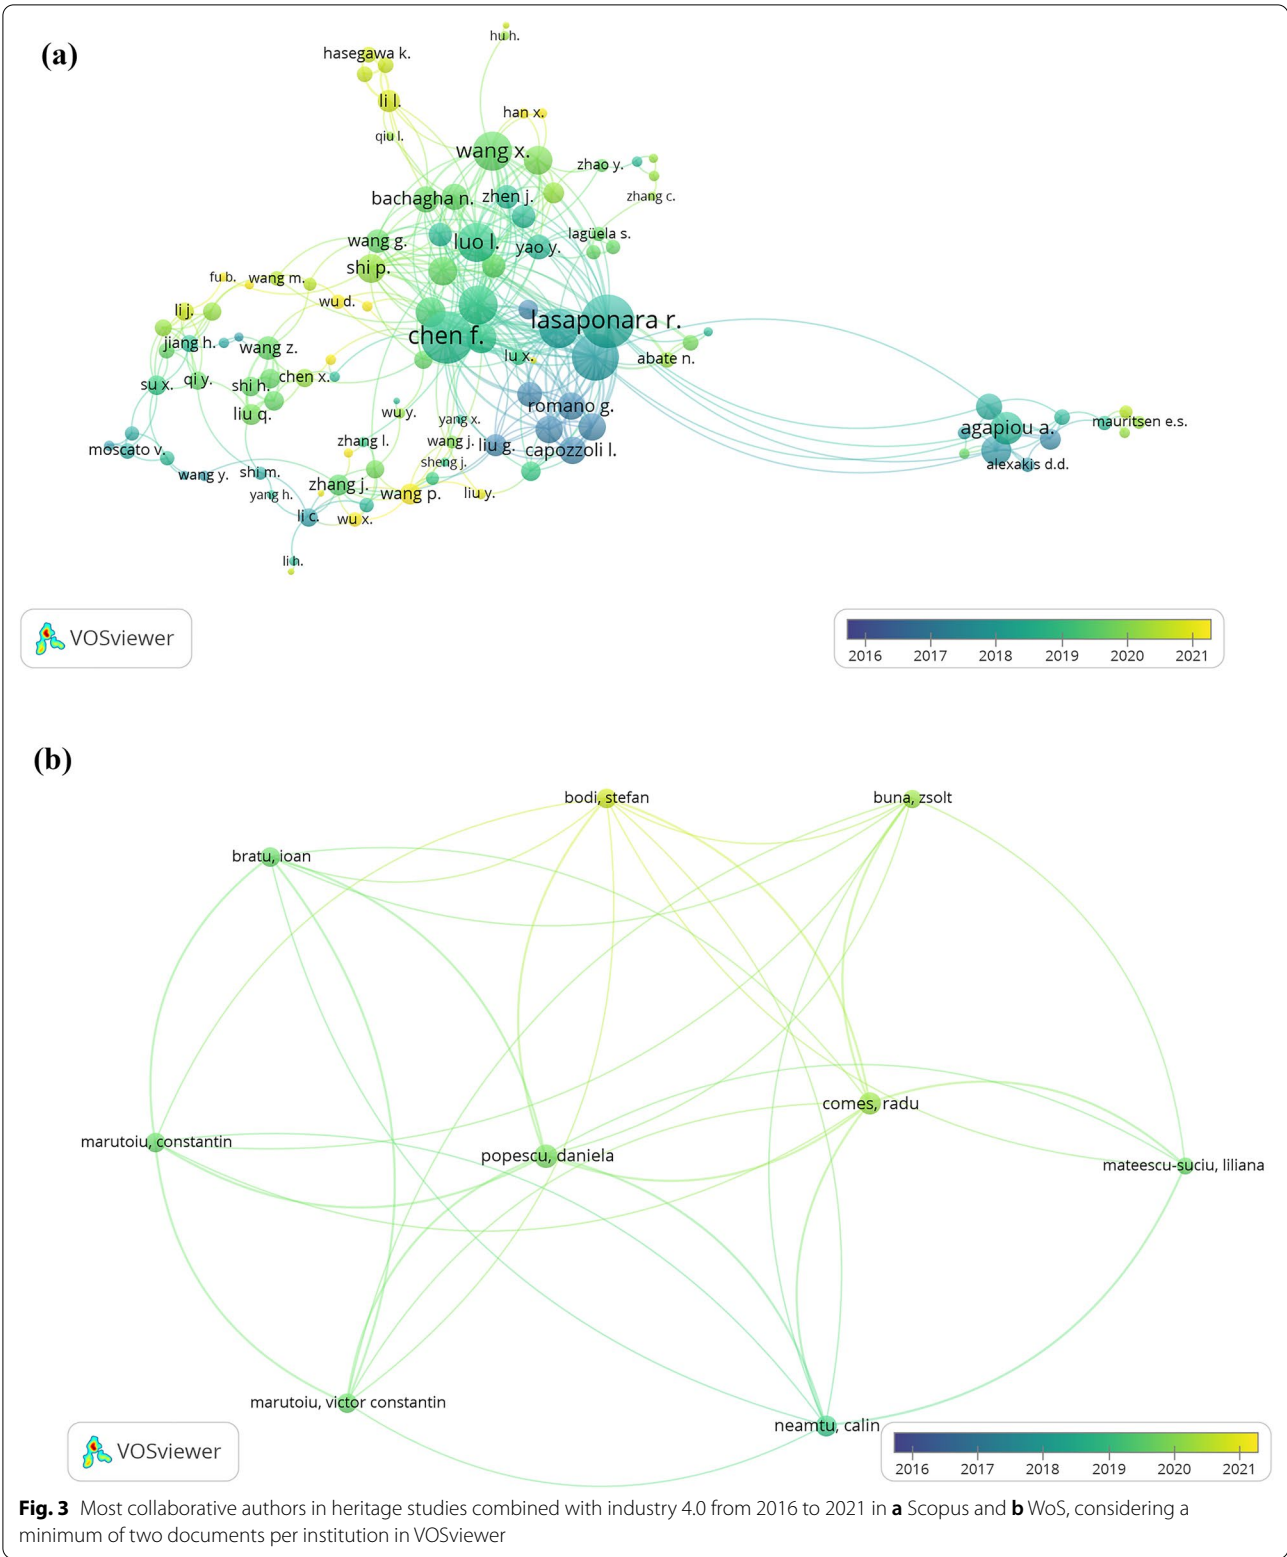 (a)
hu h.
hasegawa k.
li l.
han x.
qiu l.
wang x.
zhao y.
bachagha n.
zhen j.
zhang c.
lagüela s.
wang g.
luo l.
yao y.
shi p.
fu b.
wang m.
wu d.
li j.
lasaponara r.
chen f.
jiang h.
wang z.
lu x.
abate n.
su x.
qi y.
shi h.
chen x.
liu q.
wu y.
romano g.
yang x.
agapiou a.
mauritsen e.s.
moscato v.
zhang l.
wang j.
liu g.
capozzoli l.
sheng j.
alexakis d.d.
wang y.
shi m.
zhang j.
yang h.
wang p.
liu y.
li c.
wu x.
li h.
VOSviewer
2016 2017 2018 2019 2020 2021
(b)
bodi, stefan
buna, zsolt
bratu, ioan
comes, radu
marutoiu, constantin
popescu, daniela
mateescu-suciu, liliana
marutoiu, victor constantin
neamtu, calin
VOSviewer
2016 2017 2018 2019 2020 2021
Fig. 3 Most collaborative authors in heritage studies combined with industry 4.0 from 2016 to 2021 in a Scopus and b WoS, considering a
minimum of two documents per institution in VOSviewer